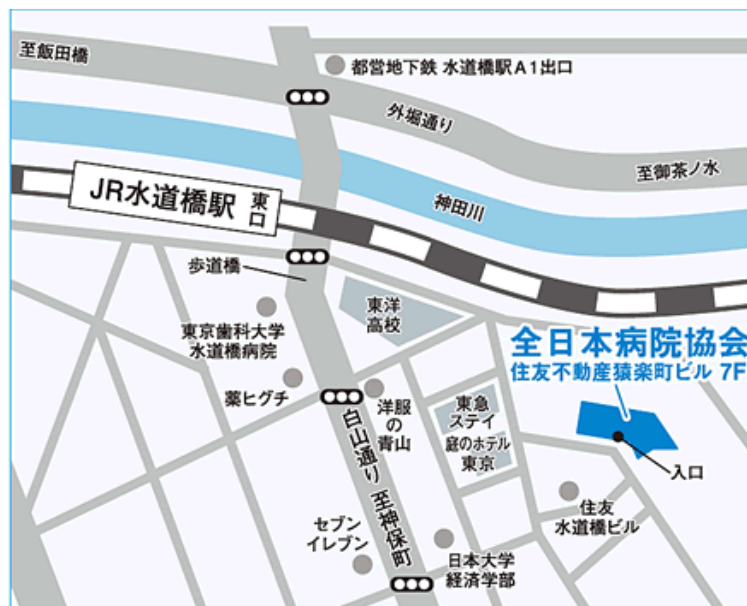 至飯田橋
都営地下鉄 水道橋駅A1出口
外堀通り
至御茶ノ水
JR水道橋駅 東口
神田川
歩道橋
東洋
高校
東京歯科大学
水道橋病院
全日本病院協会
住友不動産猿楽町ビル 7F
薬ヒグチ
洋服の青山
東急
ステイ
庭のホテル
東京
白山通り 至神保町
入口
住友
水道橋ビル
セブン
イレブン
日本大学
経済学部